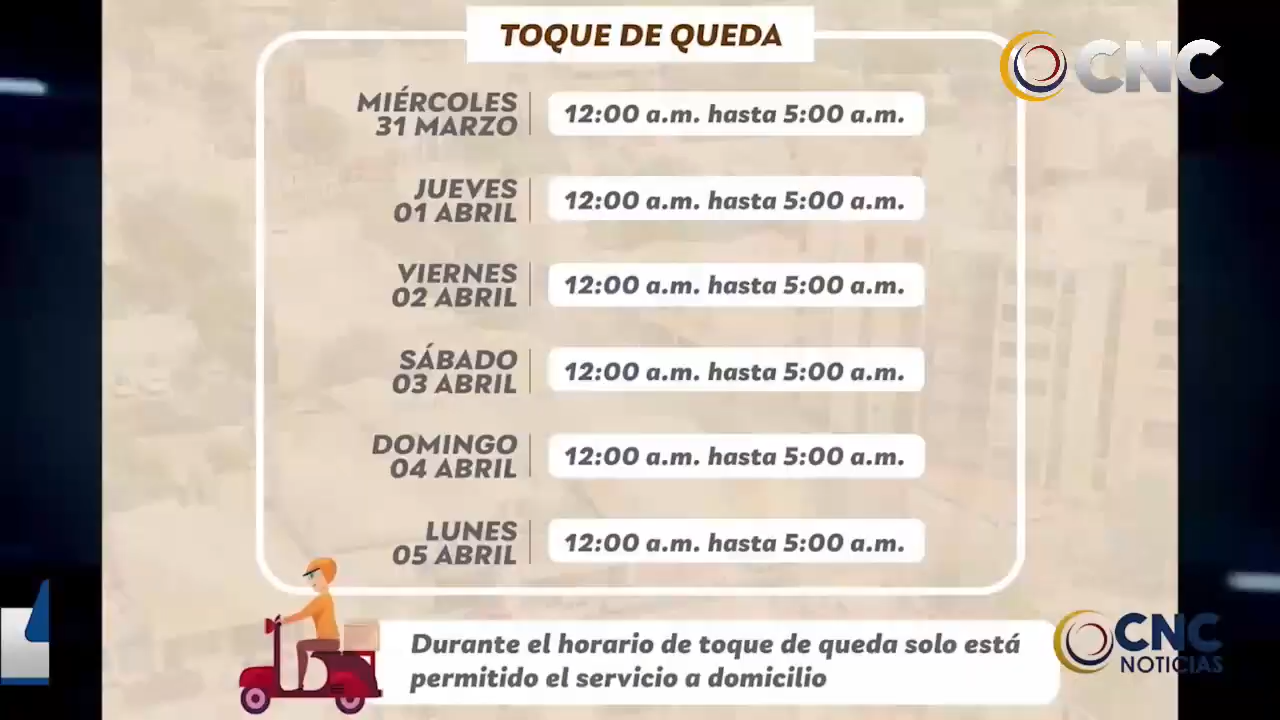 TOQUE DE QUEDA
CNC
MIÉRCOLES
31 MARZO
12:00 a.m. hasta 5:00 a.m.
JUEVES
01 ABRIL
12:00 a.m. hasta 5:00 a.m.
VIERNES
02 ABRIL
12:00 a.m. hasta 5:00 a.m.
SÁBADO
03 ABRIL
12:00 a.m. hasta 5:00 a.m.
DOMINGO
04 ABRIL
12:00 a.m. hasta 5:00 a.m.
LUNES
05 ABRIL
12:00 a.m. hasta 5:00 a.m.
Durante el horario de toque de queda solo está
permitido el servicio a domicilio
CNC
NOTICIAS